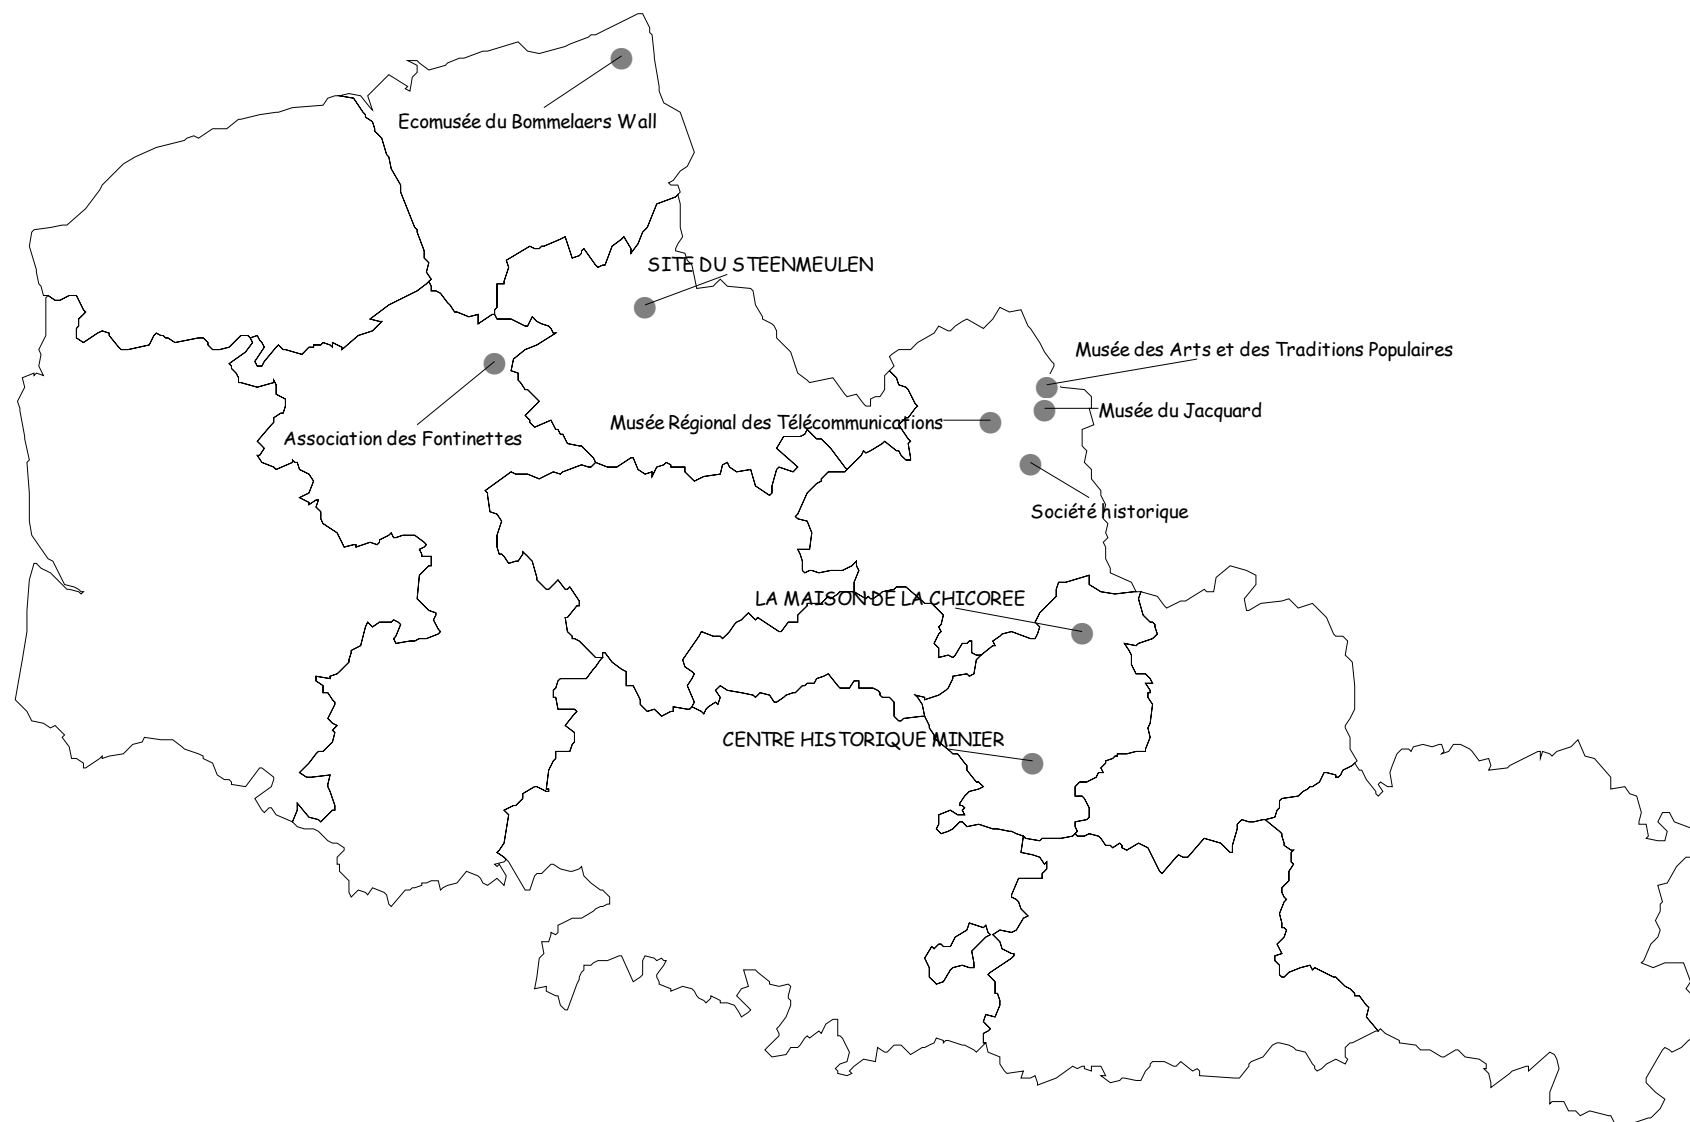 Ecomusée du Bommelaers Wall
SITE DU STEENMEULEN
Musée des Arts et des Traditions Populaires
Musée du Jacquard
Musée Régional des Télécommunications
Association des Fontinettes
Société historique
LA MAISON DE LA CHICOREE
CENTRE HISTORIQUE MINIER